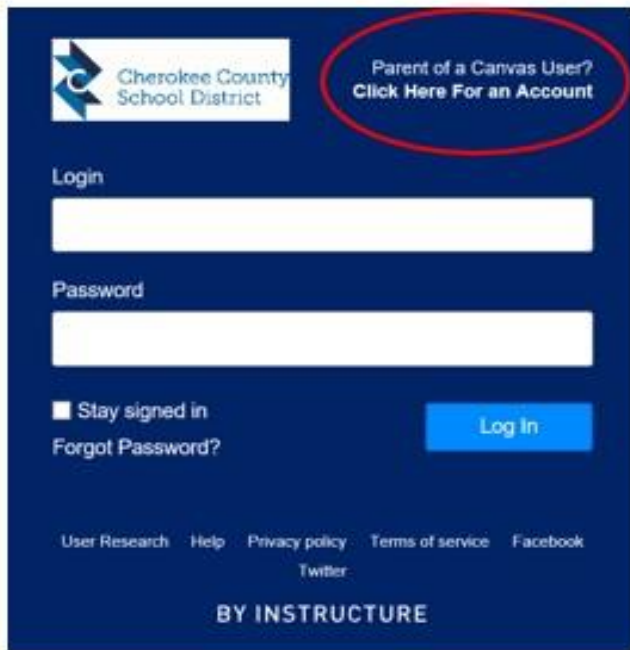 Cherokee County
School District
Parent of a Canvas User?
Click Here For an Account
Login
Password
Stay signed in
Log In
Forgot Password?
User Research Help Privacy policy Terms of service Facebook
Twitter
BY INSTRUCTURE